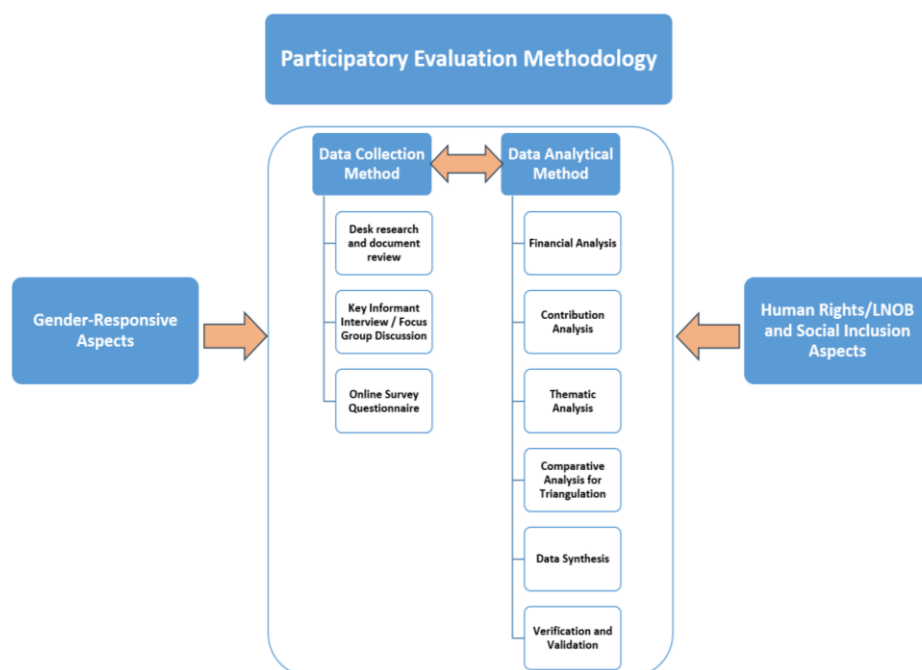 Participatory Evaluation Methodology
Data Collection
Method
Data Analytical
Method
Desk research
and document
review
Financial Analysis
Key Informant
Interview / Focus
Group Discussion
Contribution
Analysis
Gender-Responsive
Aspects
Human Rights/LNOB
and Social Inclusion
Aspects
Online Survey
Questionnaire
Thematic
Analysis
Comparative
Analysis for
Triangulation
Data Synthesis
Verification and
Validation